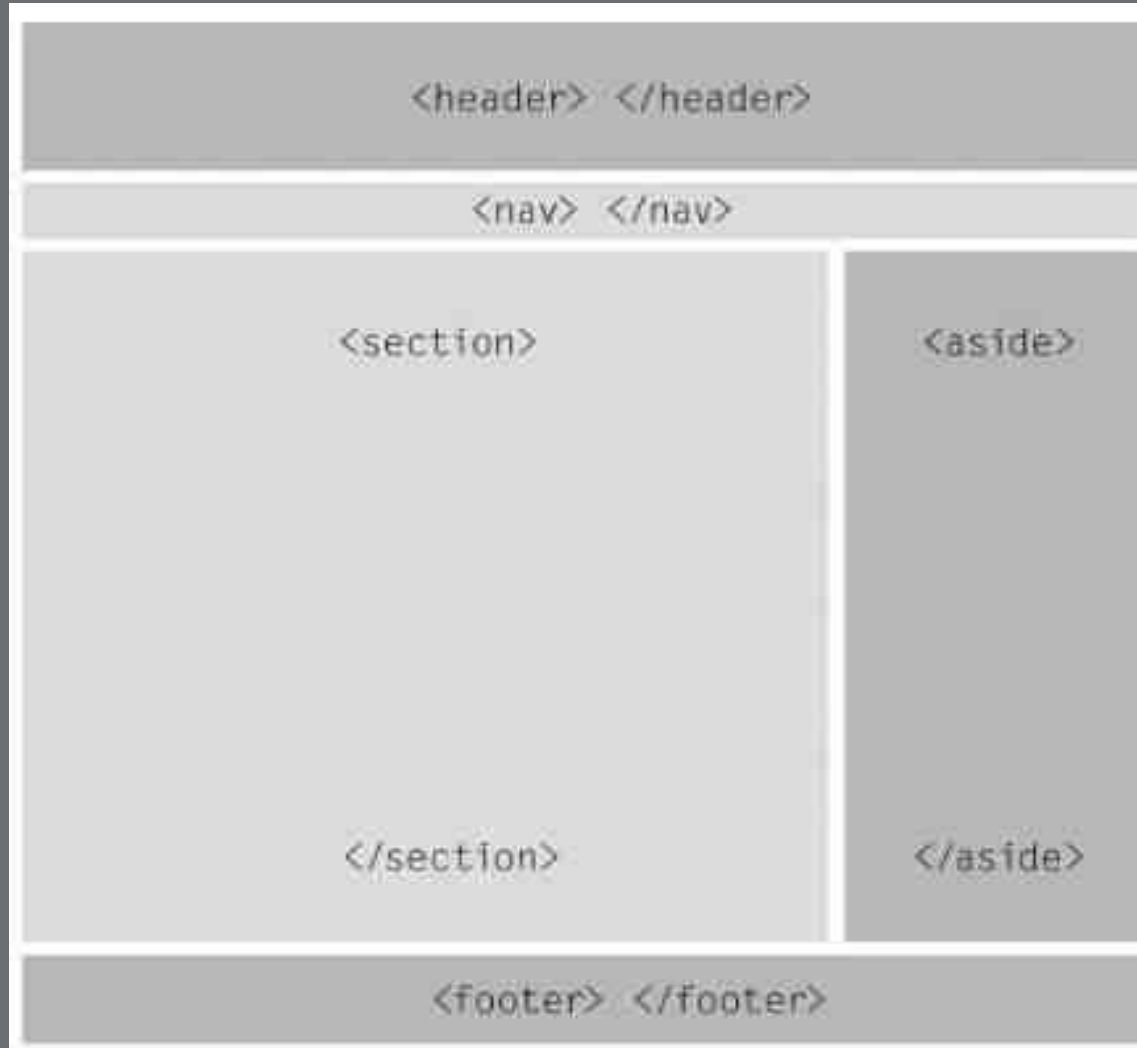 <header> </header>
<nav> </nav>
<section>
</section>
<aside>
</aside>
<footer> </footer>